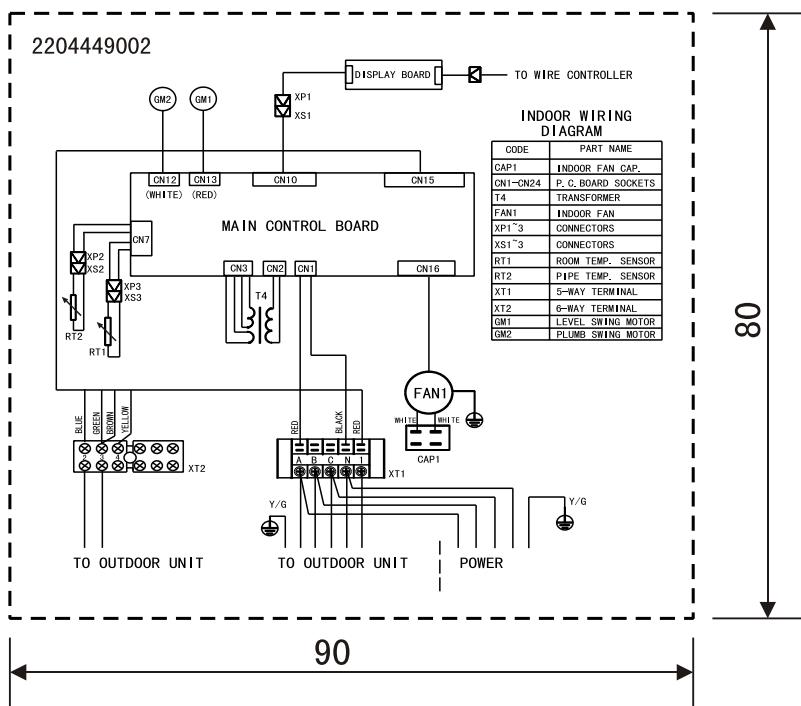 2204449002
DISPLAY BOARD
TO WIRE CONTROLLER
XP1
XS1
GM2
GM1
CN12
CN13
CN10
CN15
(WHITE)
(RED)
MAIN CONTROL BOARD
CN7
CN3
CN2
CN1
CN16
XP2
XS2
XP3
XS3
RT2
RT1
T4
INDOOR WIRING
DIAGRAM
CODE PART NAME
CAP1 INDOOR FAN CAP.
CN1-CN24 P.C.BOARD SOCKETS
T4 TRANSFORMER
FAN1 INDOOR FAN
XP1~3 CONNECTORS
XS1~3 CONNECTORS
RT1 ROOM TEMP. SENSOR
RT2 PIPE TEMP. SENSOR
XT1 5-WAY TERMINAL
XT2 6-WAY TERMINAL
GM1 LEVEL SWING MOTOR
GM2 PLUMB SWING MOTOR
FAN1
WHITE
WHITE
CAP1
BLUE
GREEN
BROWN
YELLOW
2 3 4
XT2
RED
BLACK
RED
A B C N 1
XT1
Y/G
Y/G
TO OUTDOOR UNIT
TO OUTDOOR UNIT
POWER
80
90